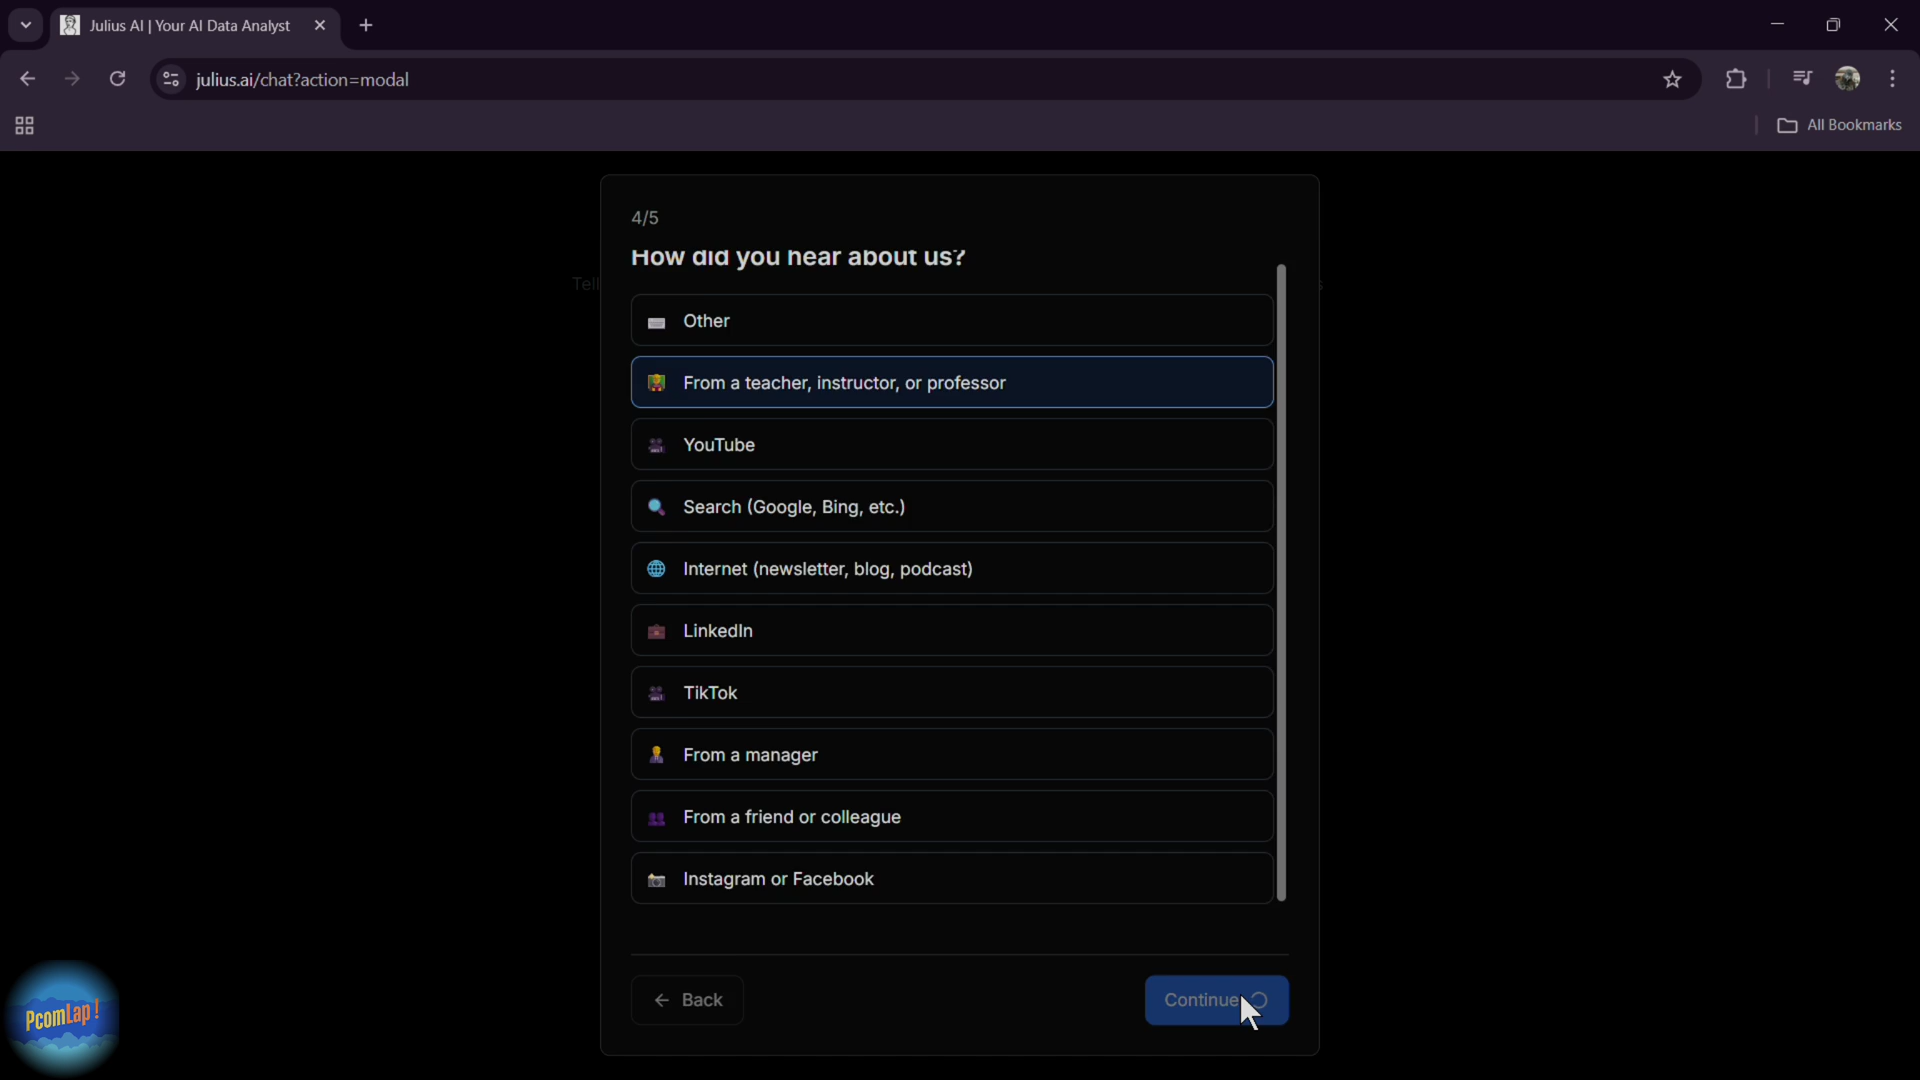 Julius AI | Your AI Data Analyst
julius.ai/chat?action=modal
All Bookmarks
4/5
How did you hear about us?
Tell
s
Other
From a teacher, instructor, or professor
YouTube
Search (Google, Bing, etc.)
Internet (newsletter, blog, podcast)
LinkedIn
TikTok
From a manager
From a friend or colleague
Instagram or Facebook
Back
Continue
PcomLap!